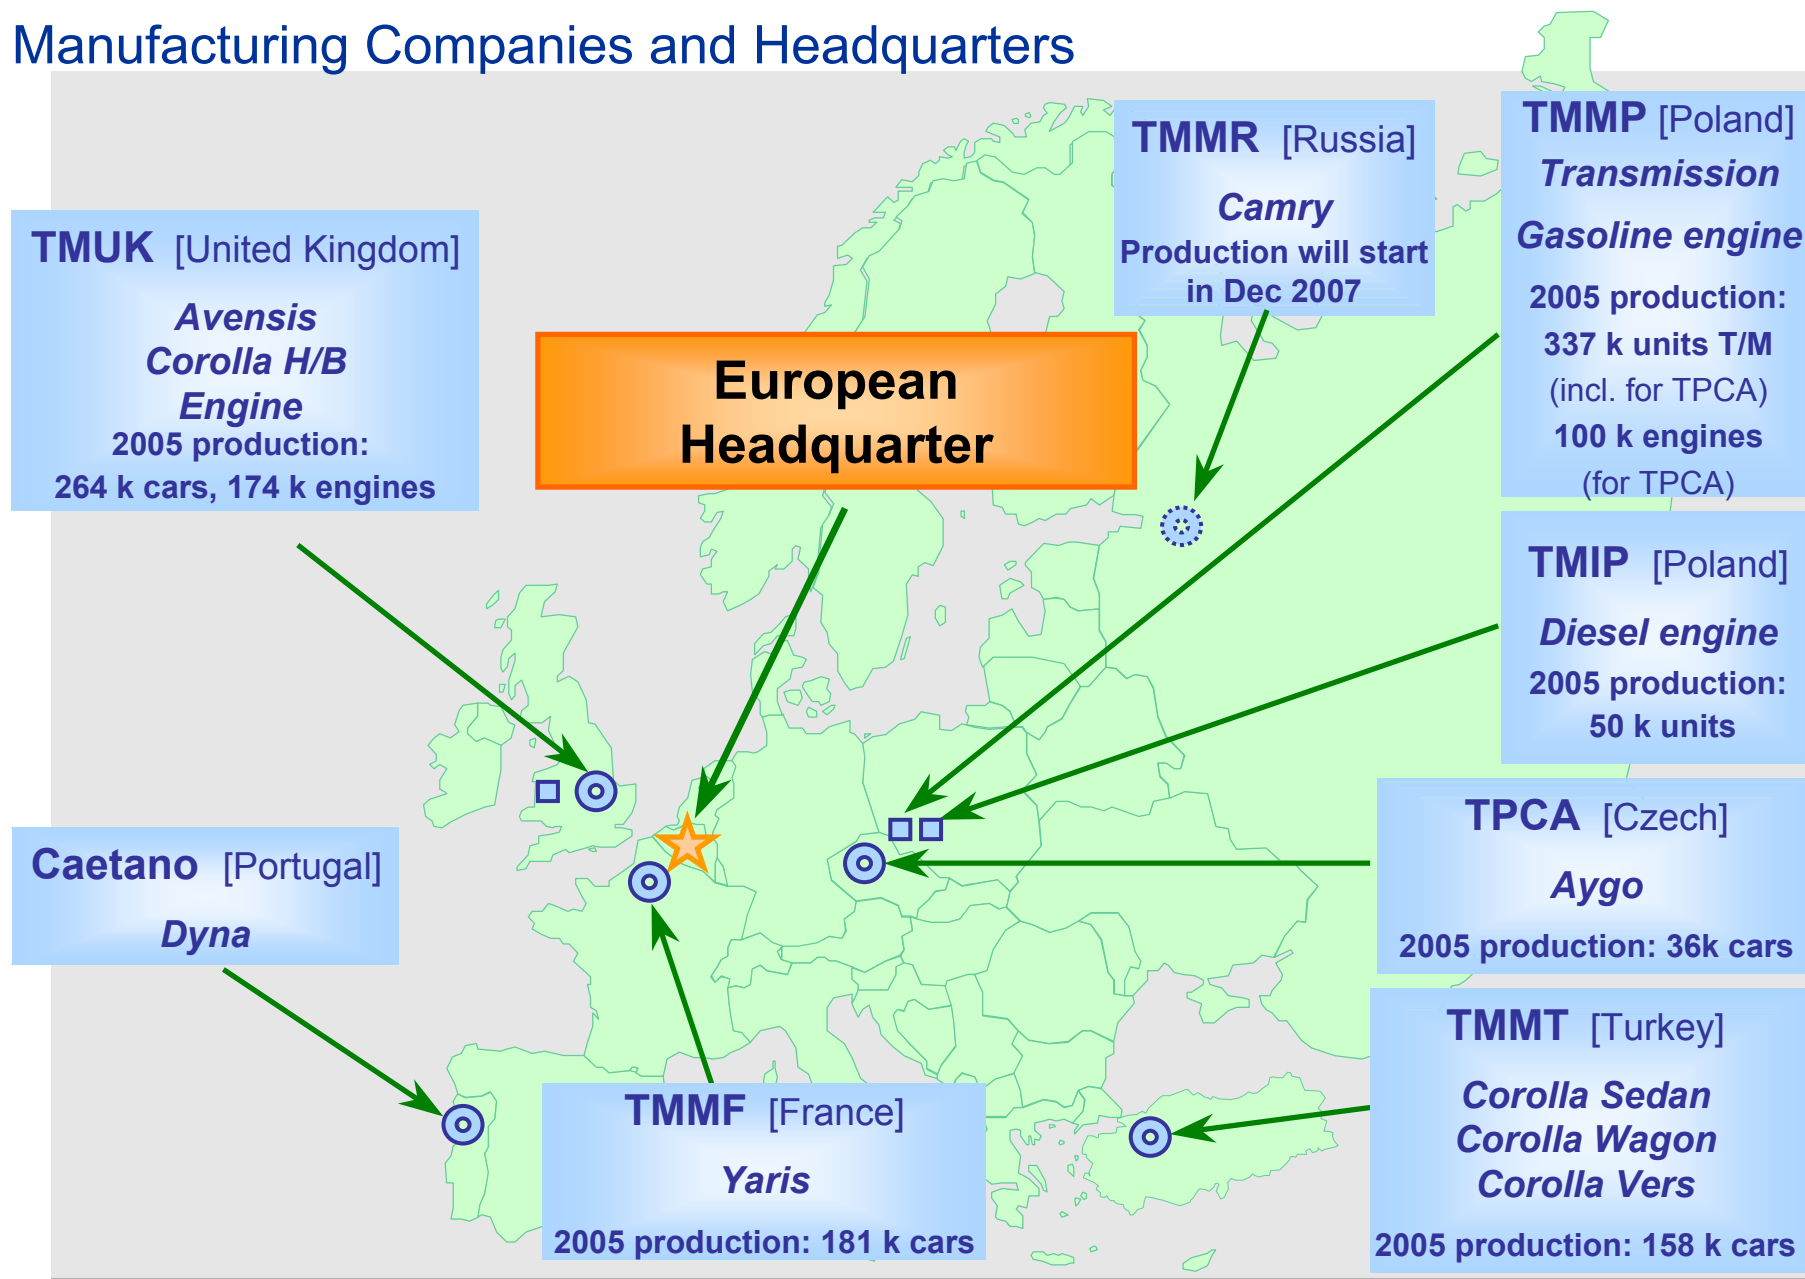 Manufacturing Companies and Headquarters
TMUK [United Kingdom]
Avensis
Corolla H/B
Engine
2005 production:
264 k cars, 174 k engines
European
Headquarter
TMMR [Russia]
Camry
Production will start
in Dec 2007
TMMP [Poland]
Transmission
Gasoline engine
2005 production:
337 k units T/M
(incl. for TPCA)
100 k engines
(for TPCA)
TMIP [Poland]
Diesel engine
2005 production:
50 k units
Caetano [Portugal]
Dyna
TPCA [Czech]
Aygo
2005 production: 36k cars
TMMF [France]
Yaris
2005 production: 181 k cars
TMMT [Turkey]
Corolla Sedan
Corolla Wagon
Corolla Vers
2005 production: 158 k cars